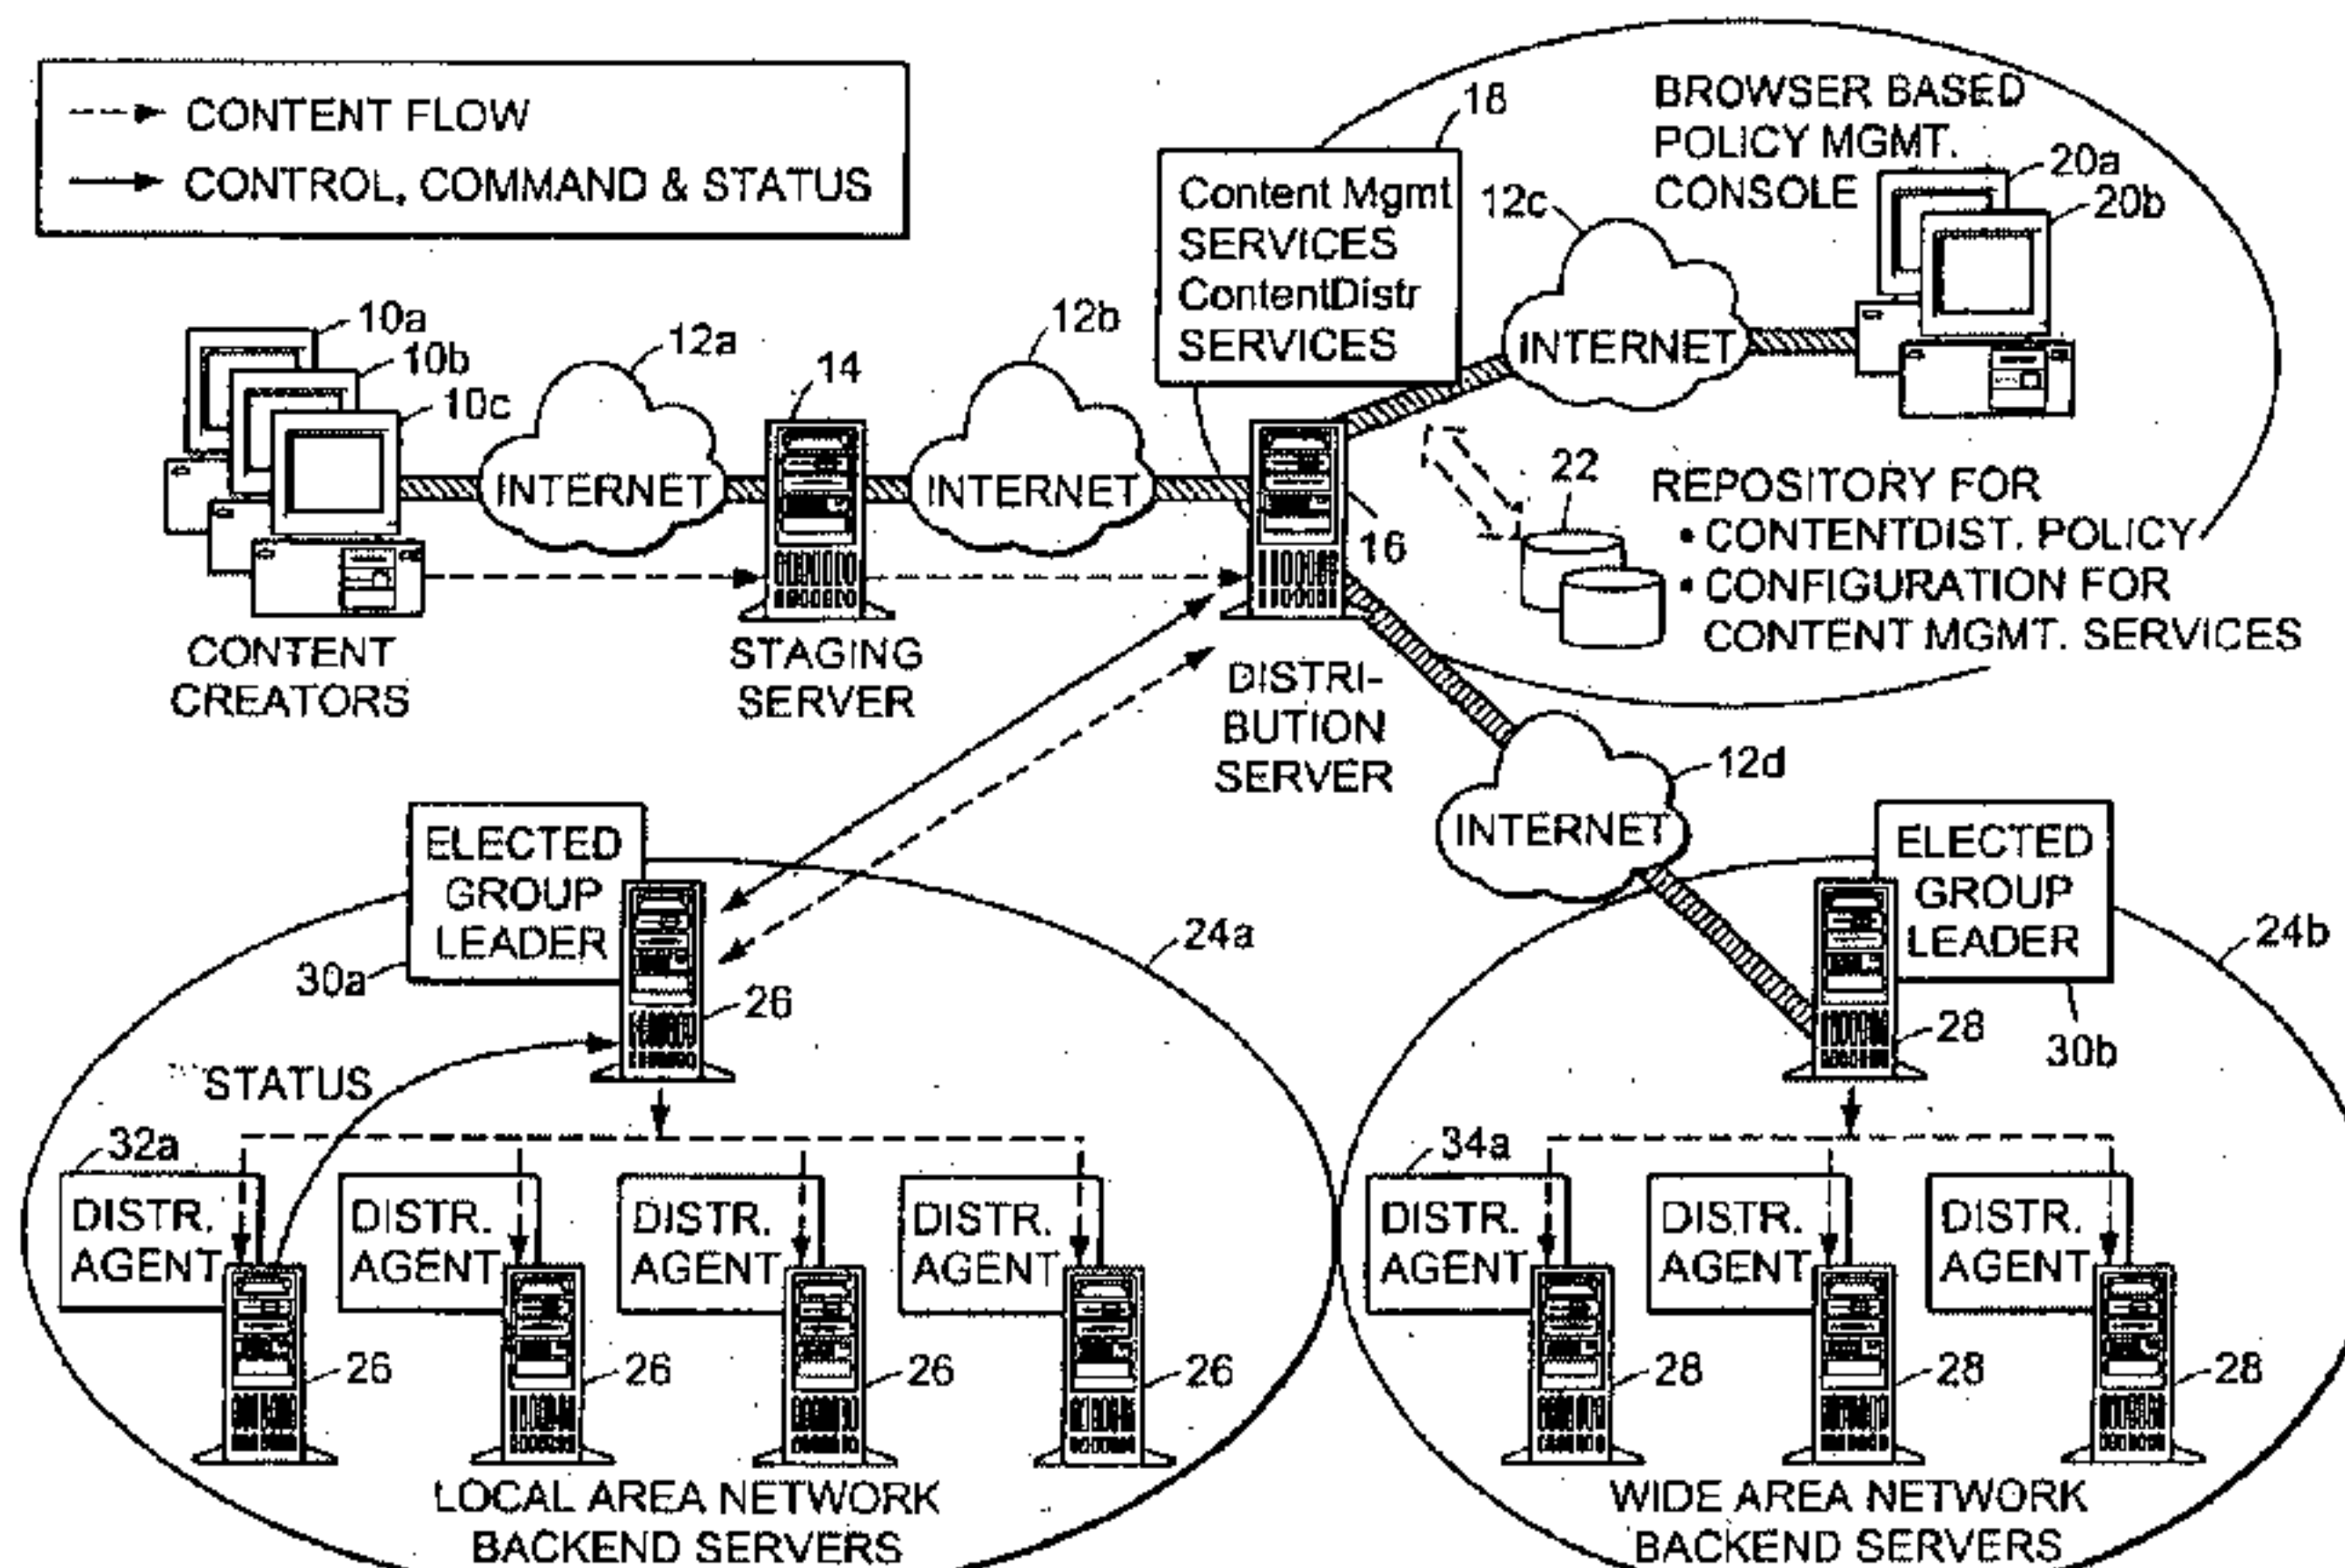 CONTENT FLOW
CONTROL, COMMAND & STATUS
18
BROWSER BASED
POLICY MGMT.
CONSOLE
20a
20b
Content Mgmt
SERVICES
ContentDistr
SERVICES
12c
INTERNET
10a
10b
10c
12a
INTERNET
14
12b
INTERNET
16
22
REPOSITORY FOR
• CONTENTDIST. POLICY
• CONFIGURATION FOR
CONTENT MGMT. SERVICES
CONTENT
CREATORS
STAGING
SERVER
DISTRI-
BUTION
SERVER
12d
INTERNET
ELECTED
GROUP
LEADER
30a
26
24a
ELECTED
GROUP
LEADER
24b
28
30b
STATUS
32a
DISTR.
AGENT
DISTR.
AGENT
DISTR.
AGENT
DISTR.
AGENT
26
26
26
26
34a
DISTR.
AGENT
DISTR.
AGENT
DISTR.
AGENT
28
28
28
LOCAL AREA NETWORK
BACKEND SERVERS
WIDE AREA NETWORK
BACKEND SERVERS